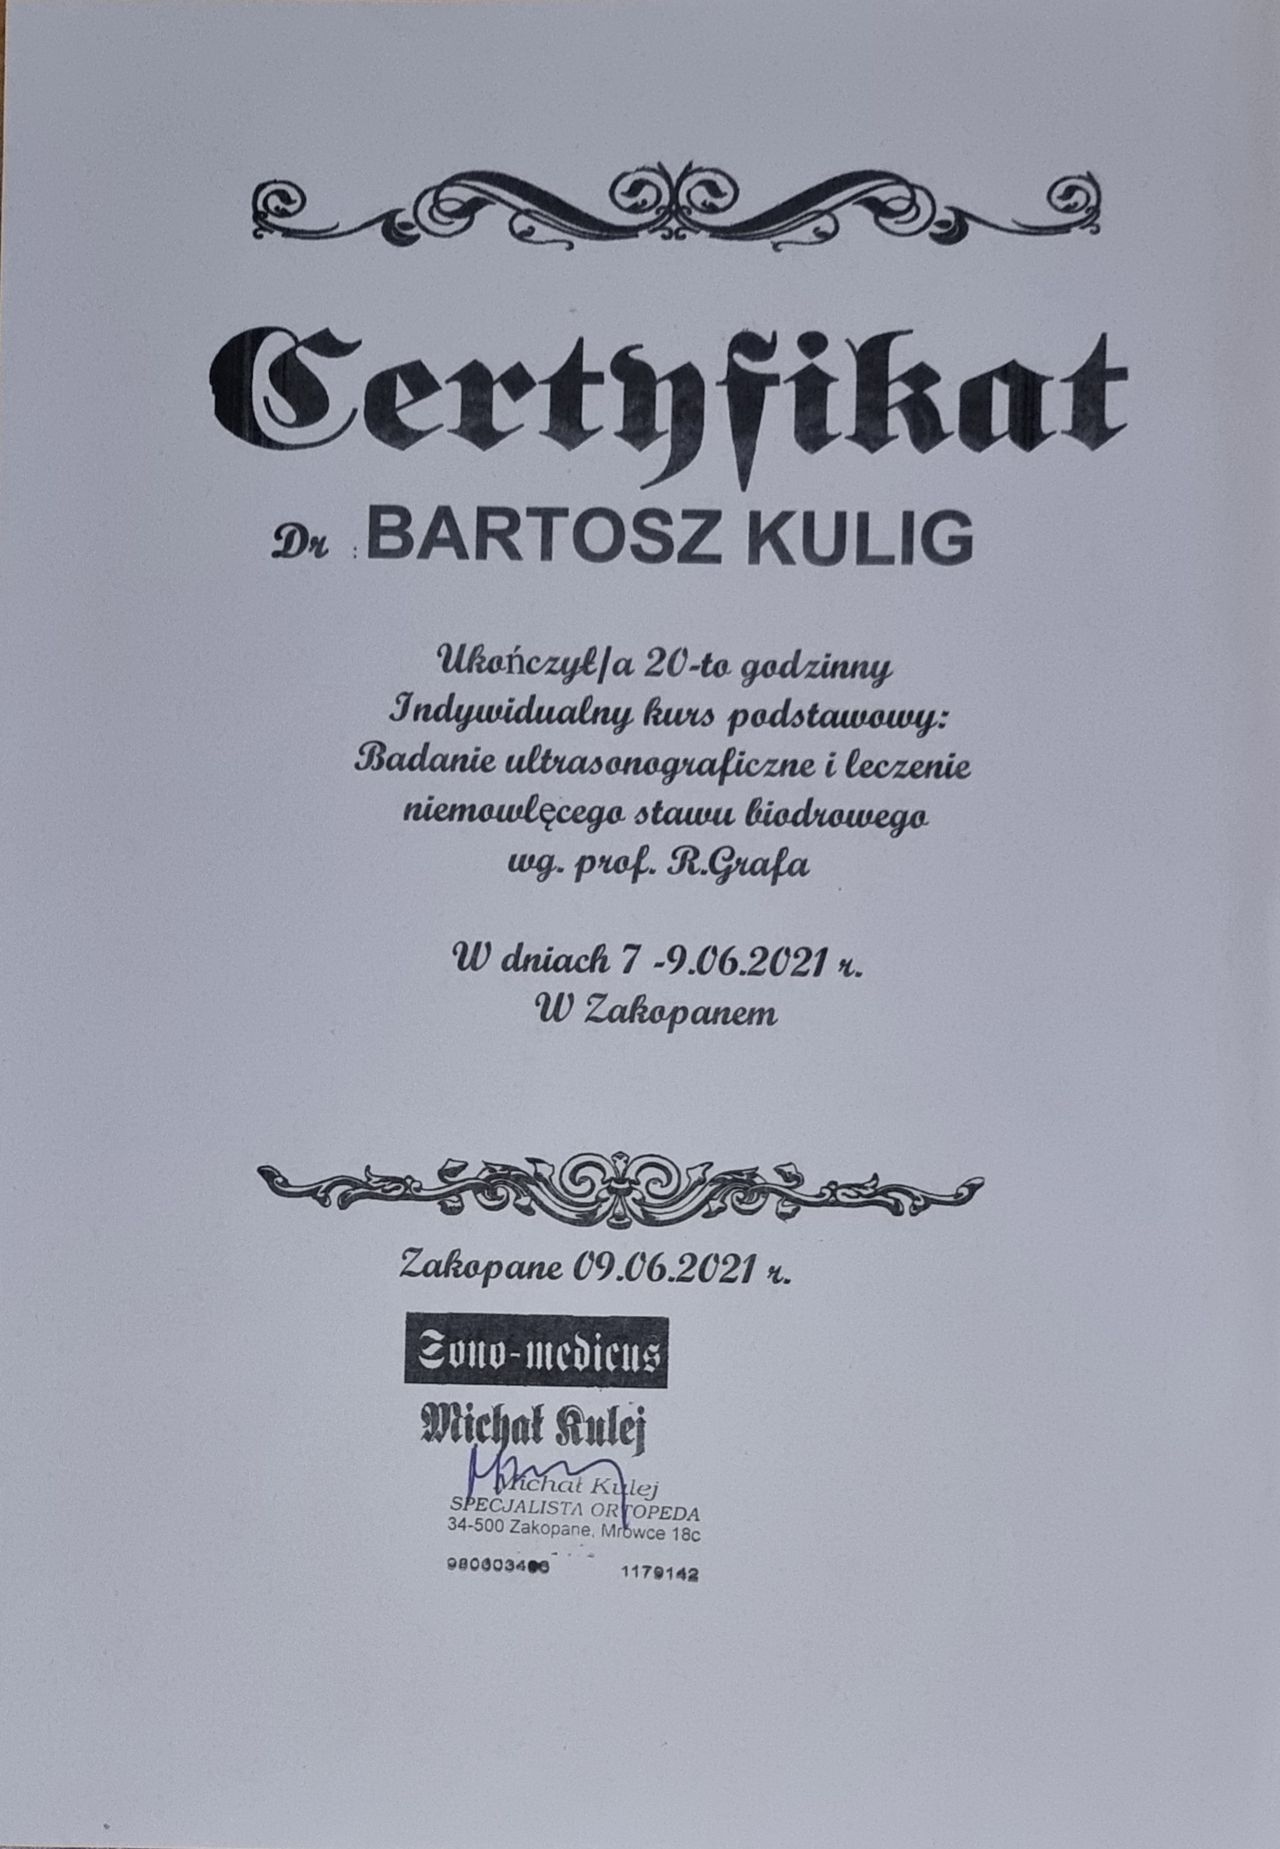 Certyfikat
Dr : BARTOSZ KULIG
Ukończył/a 20-to godzinny
Indywidualny kurs podstawowy:
Badanie ultrasonograficzne i leczenie
niemowlęcego stawu biodrowego
wg. prof. R.Grafa
W dniach 7 -9.06.2021 r.
W Zakopanem
Zakopane 09.06.2021 r.
Sono-medicus
Michał Kulej
Michał Kulej
SPECJALISTA ORTOPEDA
34-500 Zakopane, Mrowce 18c
1179142